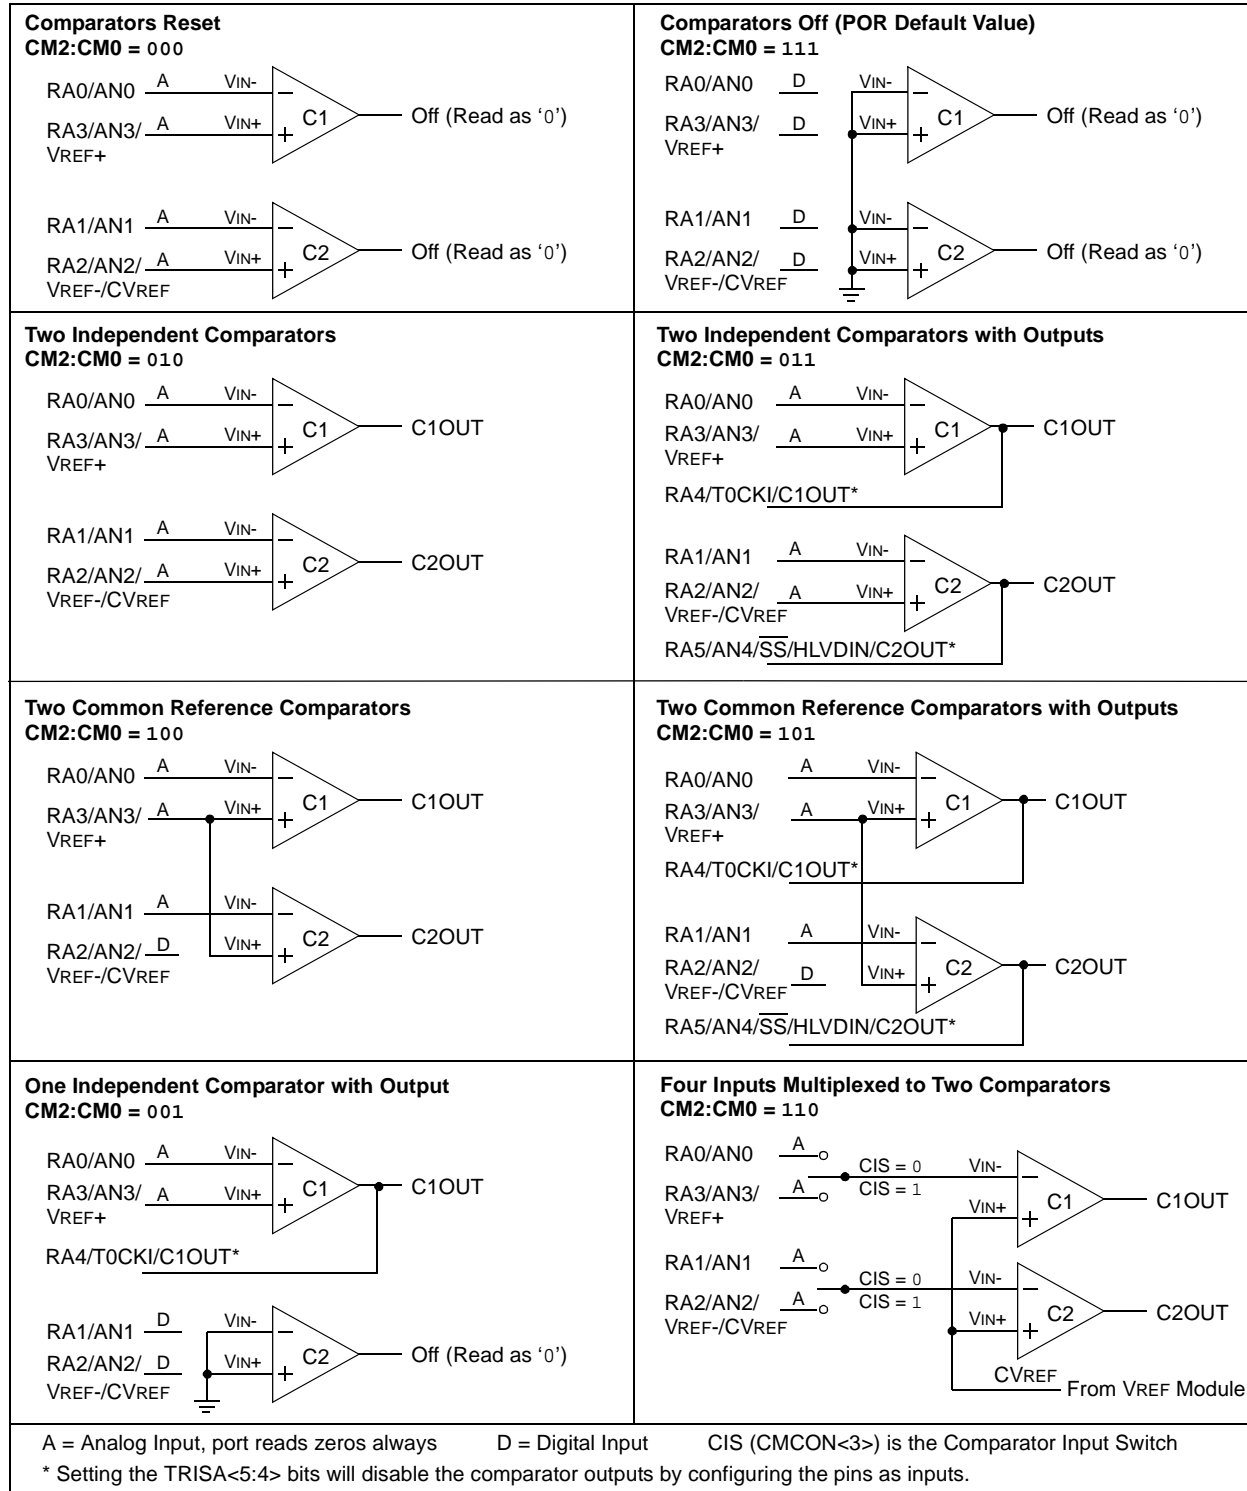 Comparators Reset
CM2:CM0 = 000
RA0/AN0 A VIN-
C1 Off (Read as ‘0’)
RA3/AN3/ A VIN+
VREF+
RA1/AN1 A VIN-
C2 Off (Read as ‘0’)
RA2/AN2/ A VIN+
VREF-/CVREF
Comparators Off (POR Default Value)
CM2:CM0 = 111
RA0/AN0 D VIN-
C1 Off (Read as ‘0’)
RA3/AN3/ D VIN+
VREF+
RA1/AN1 D VIN-
C2 Off (Read as ‘0’)
RA2/AN2/ D VIN+
VREF-/CVREF
Two Independent Comparators
CM2:CM0 = 010
RA0/AN0 A VIN-
C1 C1OUT
RA3/AN3/ A VIN+
VREF+
RA1/AN1 A VIN-
C2 C2OUT
RA2/AN2/ A VIN+
VREF-/CVREF
Two Independent Comparators with Outputs
CM2:CM0 = 011
RA0/AN0 A VIN-
C1 C1OUT
RA3/AN3/ A VIN+
VREF+
RA4/T0CKI/C1OUT*
RA1/AN1 A VIN-
C2 C2OUT
RA2/AN2/ A VIN+
VREF-/CVREF
RA5/AN4/SS/HLVDIN/C2OUT*
Two Common Reference Comparators
CM2:CM0 = 100
RA0/AN0 A VIN-
C1 C1OUT
RA3/AN3/ A VIN+
VREF+
RA1/AN1 A VIN-
C2 C2OUT
RA2/AN2/ D VIN+
VREF-/CVREF
Two Common Reference Comparators with Outputs
CM2:CM0 = 101
RA0/AN0 A VIN-
C1 C1OUT
RA3/AN3/ A VIN+
VREF+
RA4/T0CKI/C1OUT*
RA1/AN1 A VIN-
C2 C2OUT
RA2/AN2/ D VIN+
VREF-/CVREF
RA5/AN4/SS/HLVDIN/C2OUT*
One Independent Comparator with Output
CM2:CM0 = 001
RA0/AN0 A VIN-
C1 C1OUT
RA3/AN3/ A VIN+
VREF+
RA4/T0CKI/C1OUT*
RA1/AN1 D VIN-
C2 Off (Read as ‘0’)
RA2/AN2/ D VIN+
VREF-/CVREF
Four Inputs Multiplexed to Two Comparators
CM2:CM0 = 110
RA0/AN0 A
CIS = 0 VIN-
RA3/AN3/ A CIS = 1
VREF+ VIN+ C1 C1OUT
RA1/AN1 A
CIS = 0 VIN-
RA2/AN2/ A CIS = 1
VREF-/CVREF VIN+ C2 C2OUT
CVREF
From VREF Module
A = Analog Input, port reads zeros always D = Digital Input CIS (CMCON<3>) is the Comparator Input Switch
* Setting the TRISA<5:4> bits will disable the comparator outputs by configuring the pins as inputs.